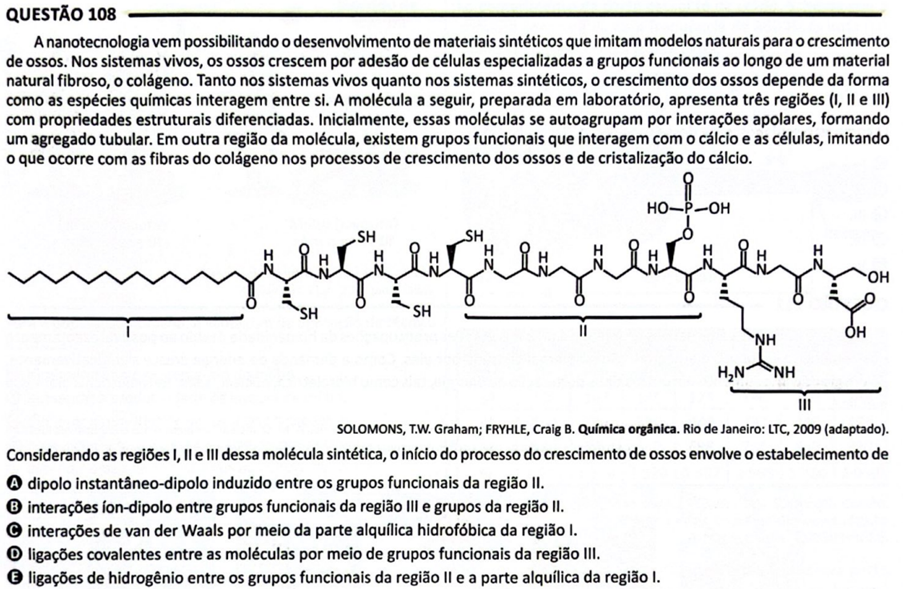 QUESTÃO 108
A nanotecnologia vem possibilitando o desenvolvimento de materiais sintéticos que imitam modelos naturais para o crescimento
de ossos. Nos sistemas vivos, os ossos crescem por adesão de células especializadas a grupos funcionais ao longo de um material
natural fibroso, o colágeno. Tanto nos sistemas vivos quanto nos sistemas sintéticos, o crescimento dos ossos depende da forma
como as espécies químicas interagem entre si. A molécula a seguir, preparada em laboratório, apresenta três regiões (I, II e III)
com propriedades estruturais diferenciadas. Inicialmente, essas moléculas se autoagrupam por interações apolares, formando
um agregado tubular. Em outra região da molécula, existem grupos funcionais que interagem com o cálcio e as células, imitando
o que ocorre com as fibras do colágeno nos processos de crescimento dos ossos e de cristalização do cálcio.
O
HO-P-OH
O
H N O H N SH O H N O H N SH O H N O H N O H N O H N O H N O H N O H N OH
O SH O SH O O O O O O OH
NH
H₂N NH
I II III
SOLOMONS, T.W. Graham; FRYHLE, Craig B. Química orgânica. Rio de Janeiro: LTC, 2009 (adaptado).
Considerando as regiões I, II e III dessa molécula sintética, o início do processo do crescimento de ossos envolve o estabelecimento de
A dipolo instantâneo-dipolo induzido entre os grupos funcionais da região II.
B interações íon-dipolo entre grupos funcionais da região III e grupos da região II.
C interações de van der Waals por meio da parte alquílica hidrofóbica da região I.
D ligações covalentes entre as moléculas por meio de grupos funcionais da região III.
E ligações de hidrogênio entre os grupos funcionais da região II e a parte alquílica da região I.